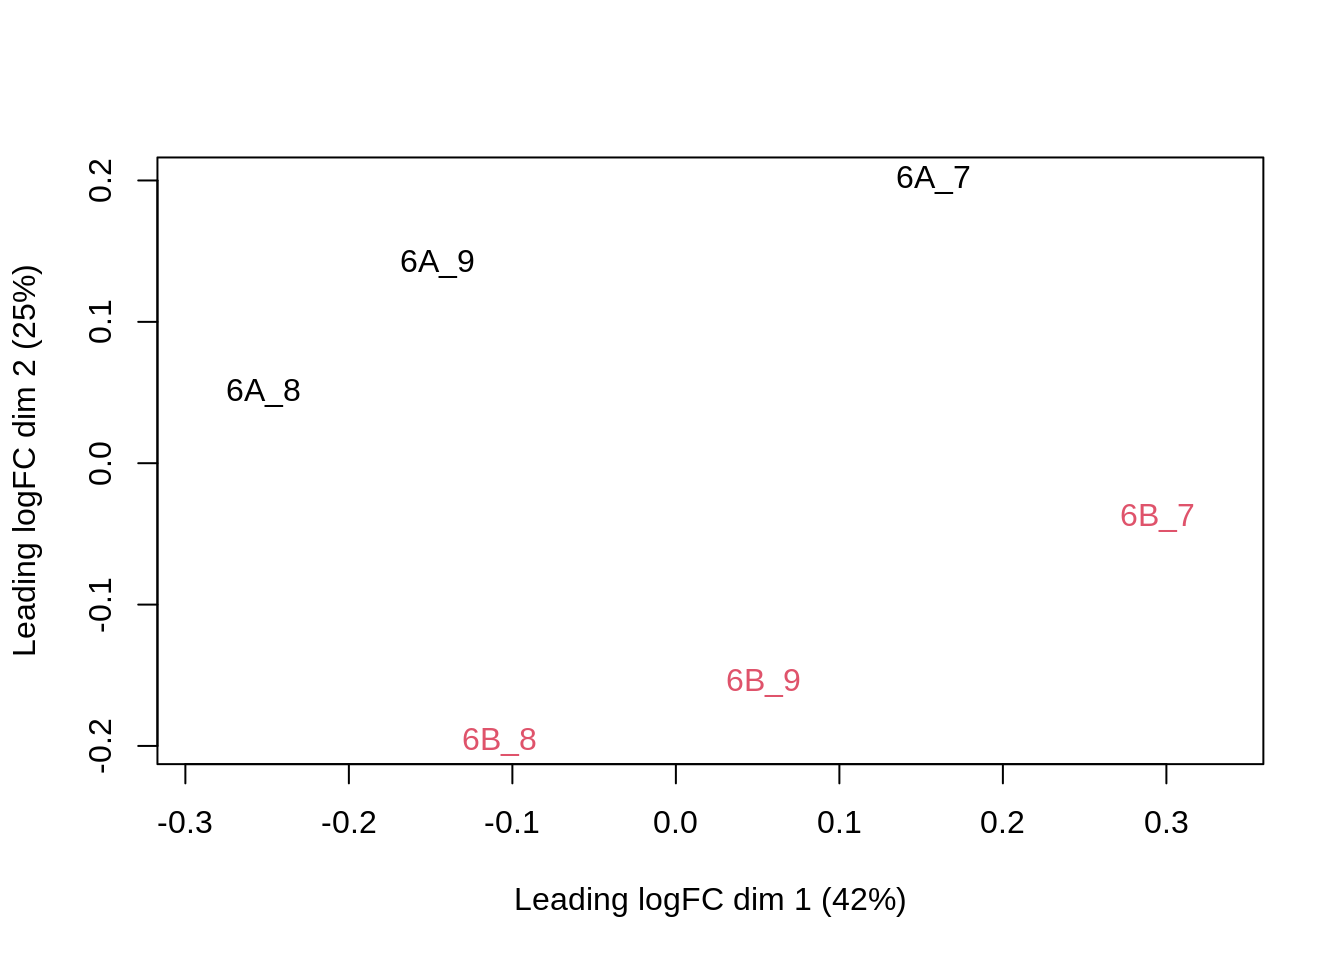 Leading logFC dim 2 (25%)
0.2
0.1
0.0
-0.1
-0.2
6A_7
6A_9
6A_8
6B_7
6B_9
6B_8
-0.3 -0.2 -0.1 0.0 0.1 0.2 0.3
Leading logFC dim 1 (42%)